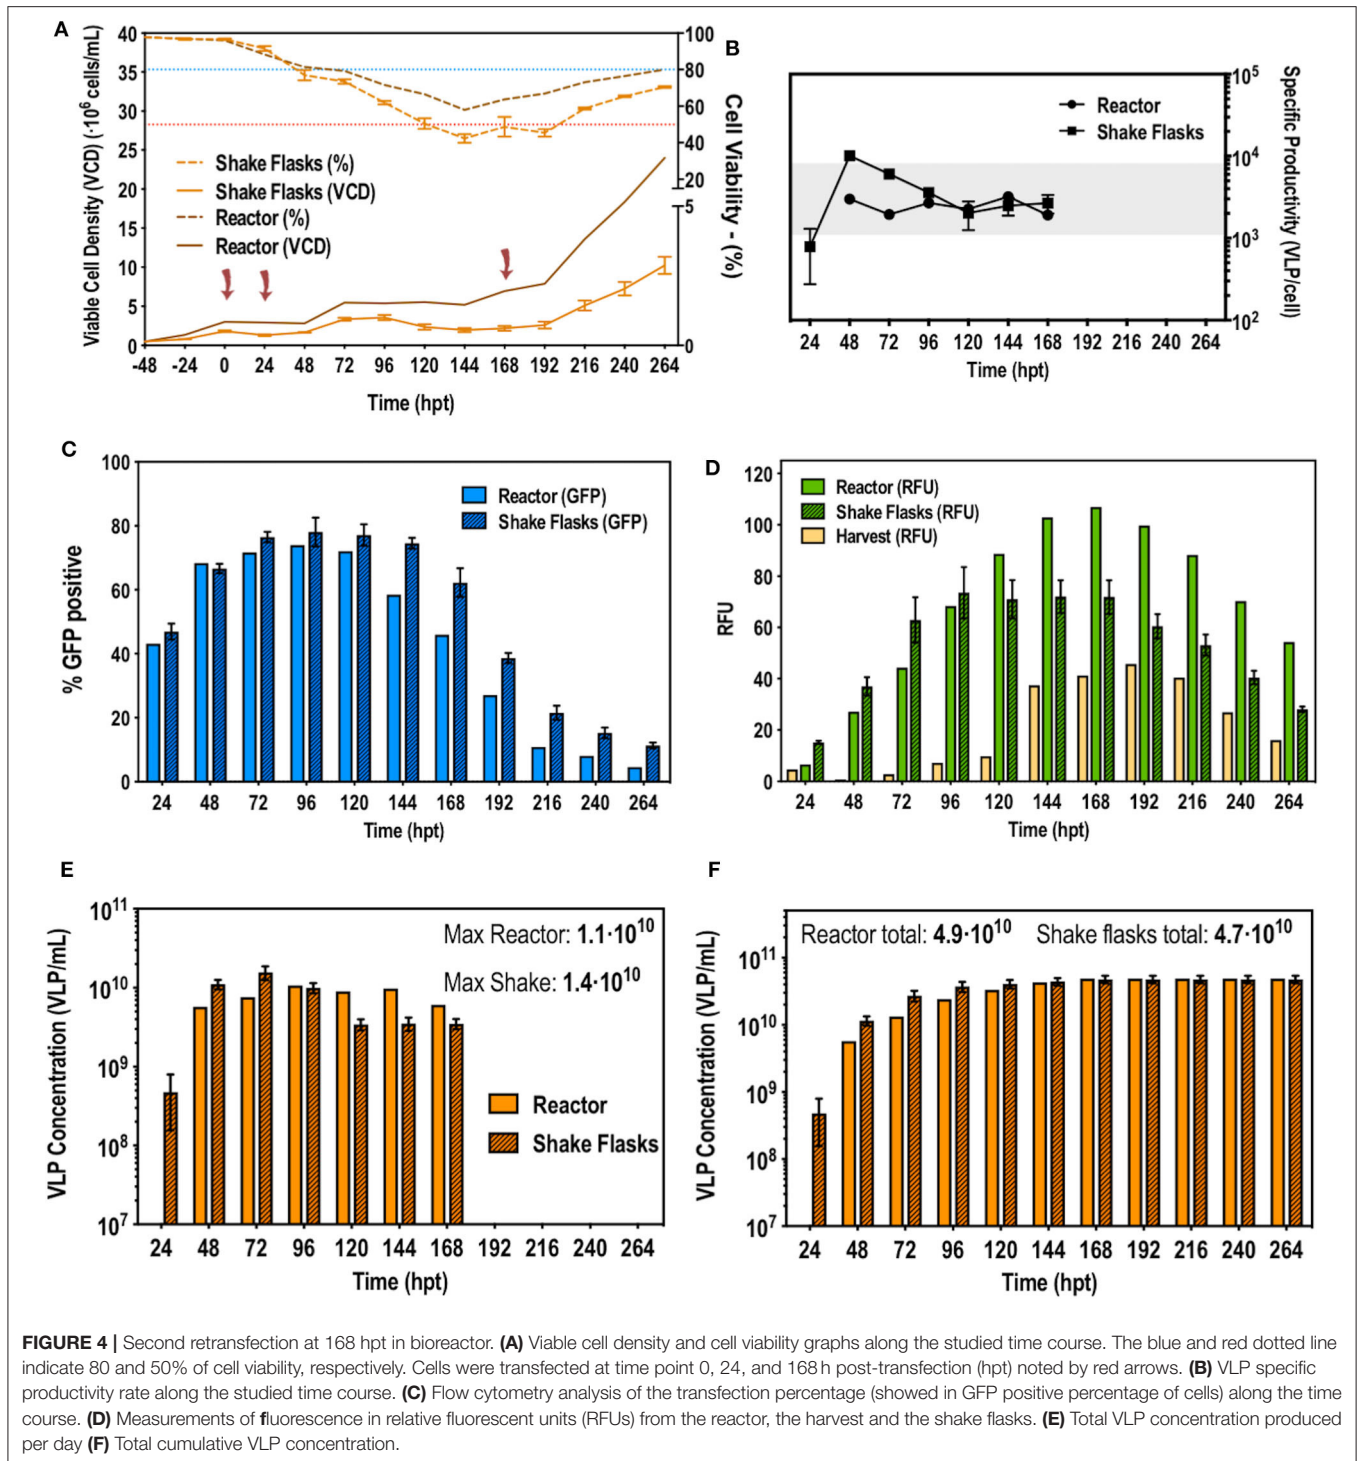 A
40
35
30
25
20
15
10
5
0
Viable Cell Density (VCD) (·10⁶ cells/mL)
100
80
60
40
20
5
0
Cell Viability - (%)
Shake Flasks (%)
Shake Flasks (VCD)
Reactor (%)
Reactor (VCD)
-48 -24 0 24 48 72 96 120 144 168 192 216 240 264
Time (hpt)
B
Reactor
Shake Flasks
10⁵
10⁴
10³
10²
Specific Productivity (VLP/cell)
24 48 72 96 120 144 168 192 216 240 264
Time (hpt)
C
100
80
60
40
20
0
% GFP positive
Reactor (GFP)
Shake Flasks (GFP)
24 48 72 96 120 144 168 192 216 240 264
Time (hpt)
D
120
100
80
60
40
20
0
RFU
Reactor (RFU)
Shake Flasks (RFU)
Harvest (RFU)
24 48 72 96 120 144 168 192 216 240 264
Time (hpt)
E
10¹¹
10¹⁰
10⁹
10⁸
10⁷
VLP Concentration (VLP/mL)
Max Reactor: 1.1·10¹⁰
Max Shake: 1.4·10¹⁰
Reactor
Shake Flasks
24 48 72 96 120 144 168 192 216 240 264
Time (hpt)
F
10¹¹
10¹⁰
10⁹
10⁸
10⁷
VLP Concentration (VLP/mL)
Reactor total: 4.9·10¹⁰ Shake flasks total: 4.7·10¹⁰
24 48 72 96 120 144 168 192 216 240 264
Time (hpt)
FIGURE 4 | Second retransfection at 168 hpt in bioreactor. (A) Viable cell density and cell viability graphs along the studied time course. The blue and red dotted line
indicate 80 and 50% of cell viability, respectively. Cells were transfected at time point 0, 24, and 168 h post-transfection (hpt) noted by red arrows. (B) VLP specific
productivity rate along the studied time course. (C) Flow cytometry analysis of the transfection percentage (showed in GFP positive percentage of cells) along the time
course. (D) Measurements of fluorescence in relative fluorescent units (RFUs) from the reactor, the harvest and the shake flasks. (E) Total VLP concentration produced
per day (F) Total cumulative VLP concentration.